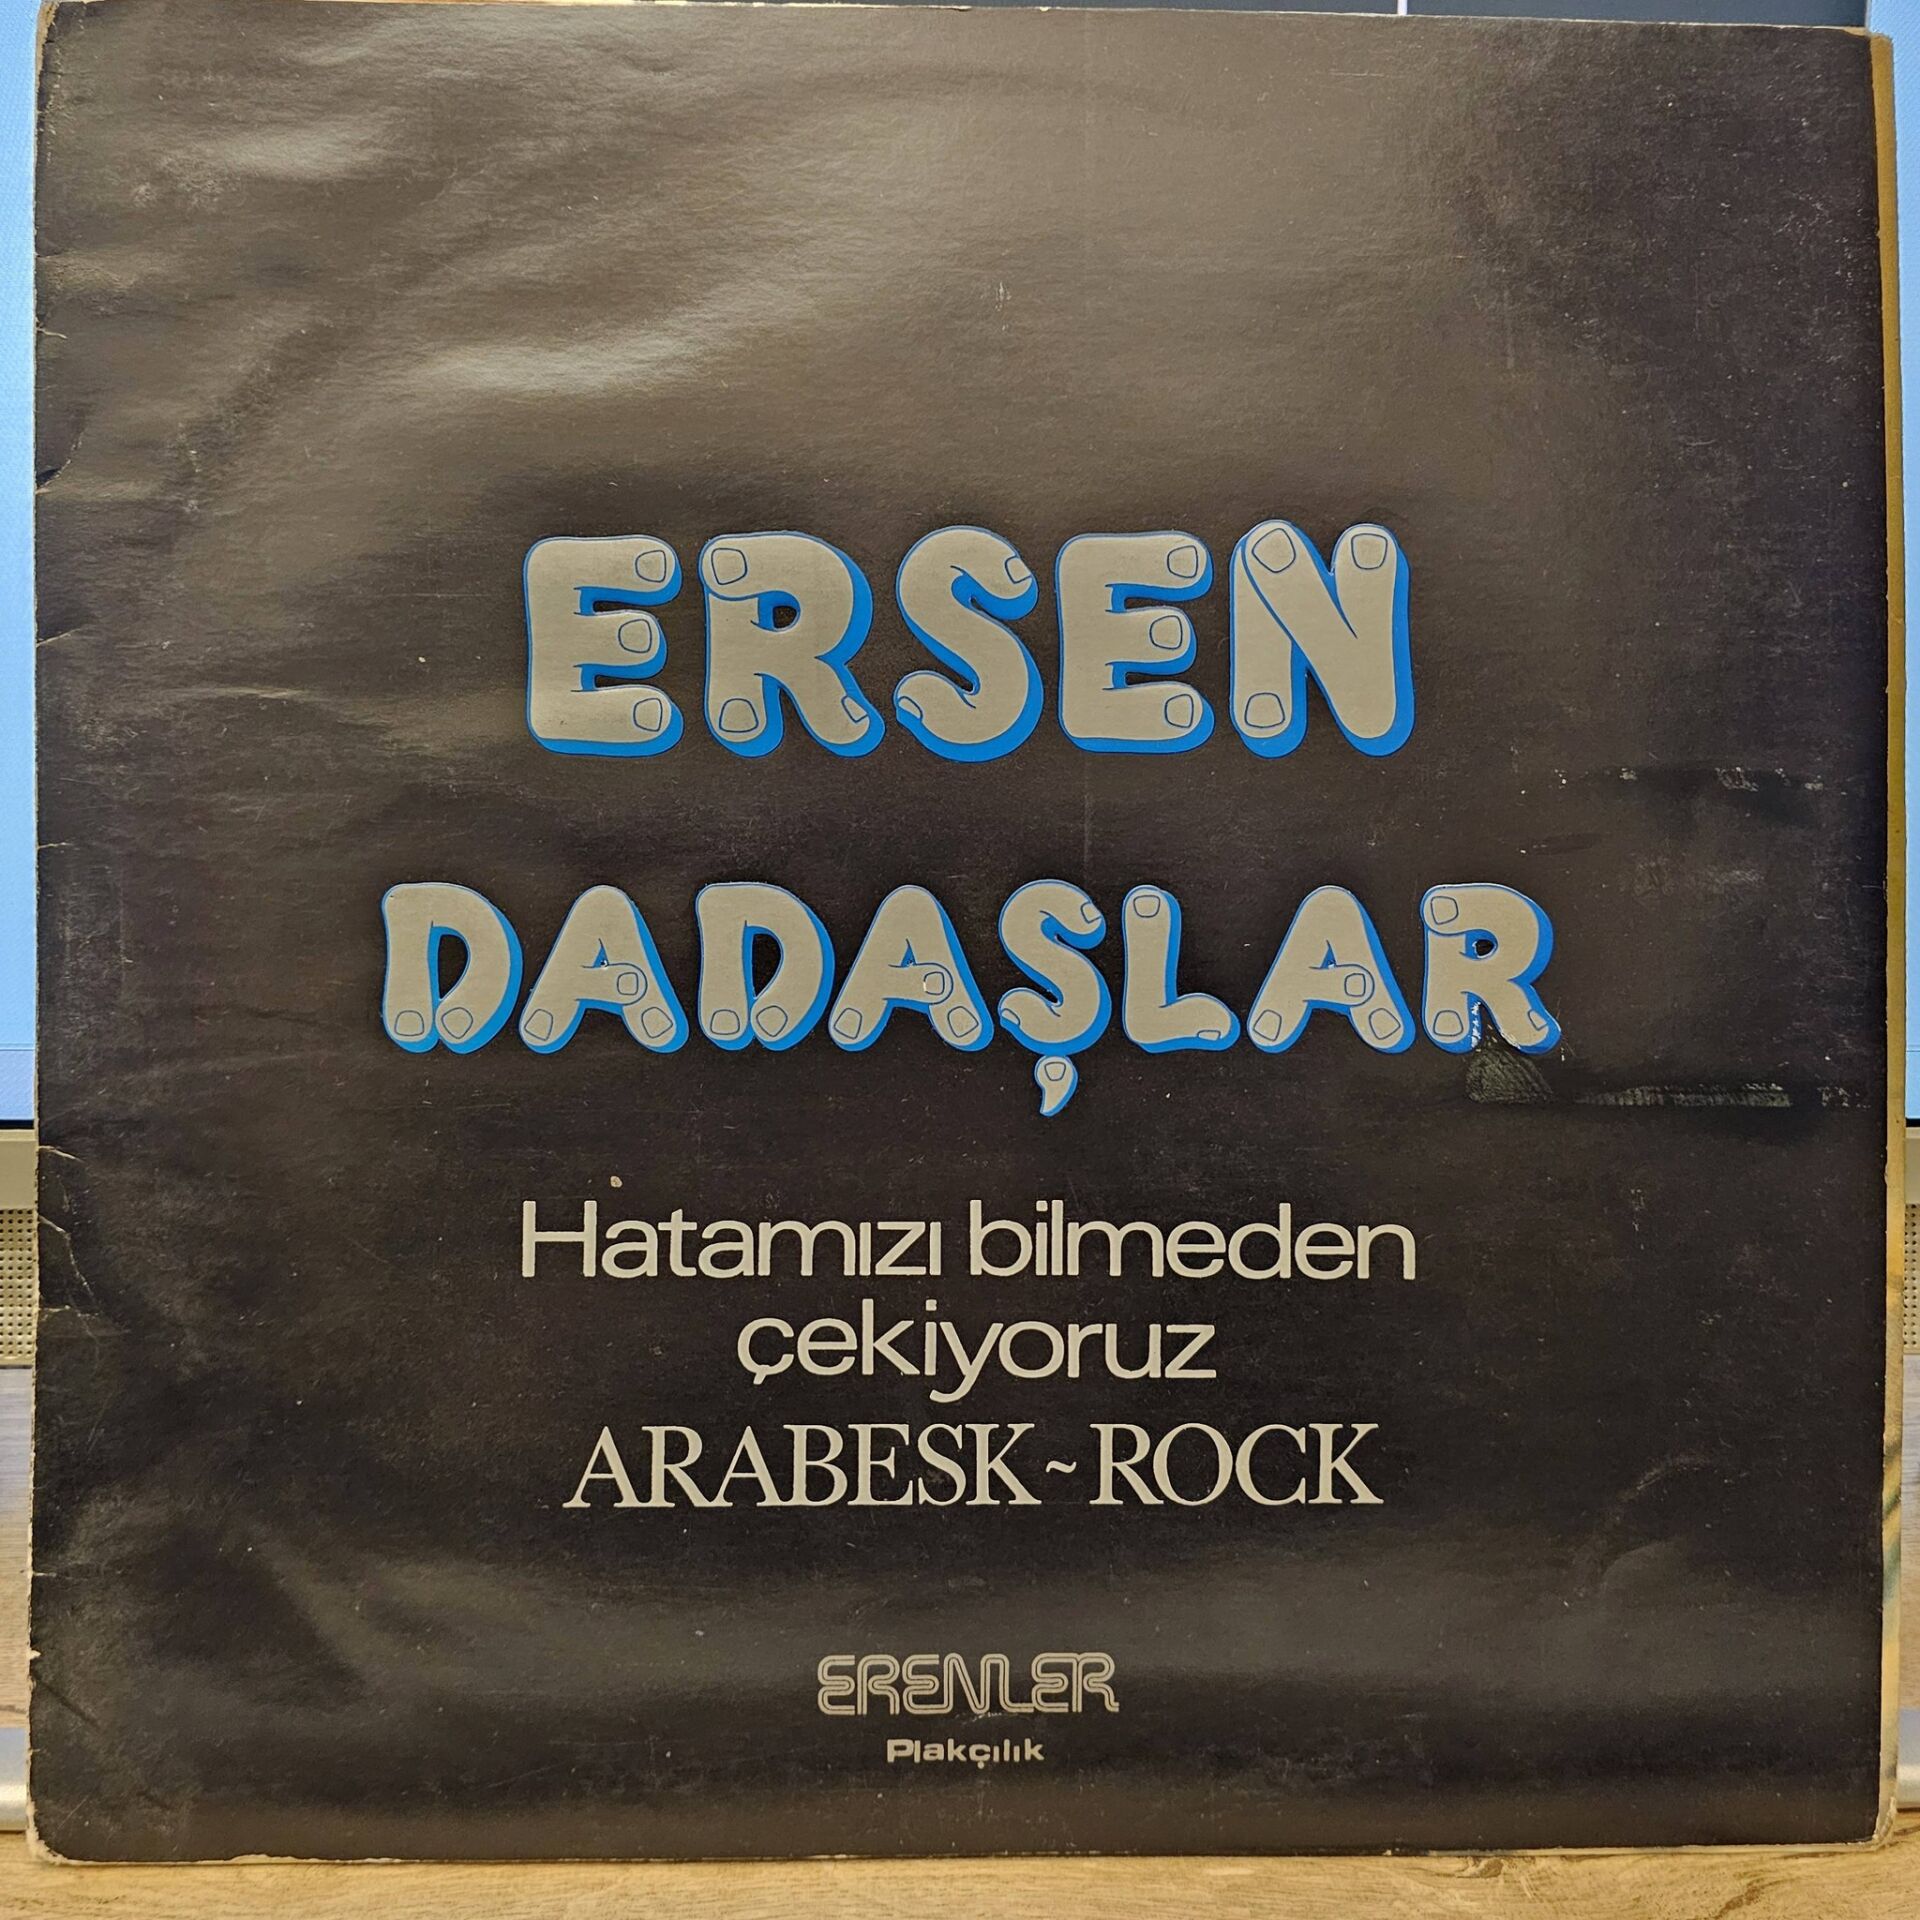 ERSEN
DADAŞLAR
Hatamızı bilmeden
çekiyoruz
ARABESK~ROCK
ERENLER
Plakçılık